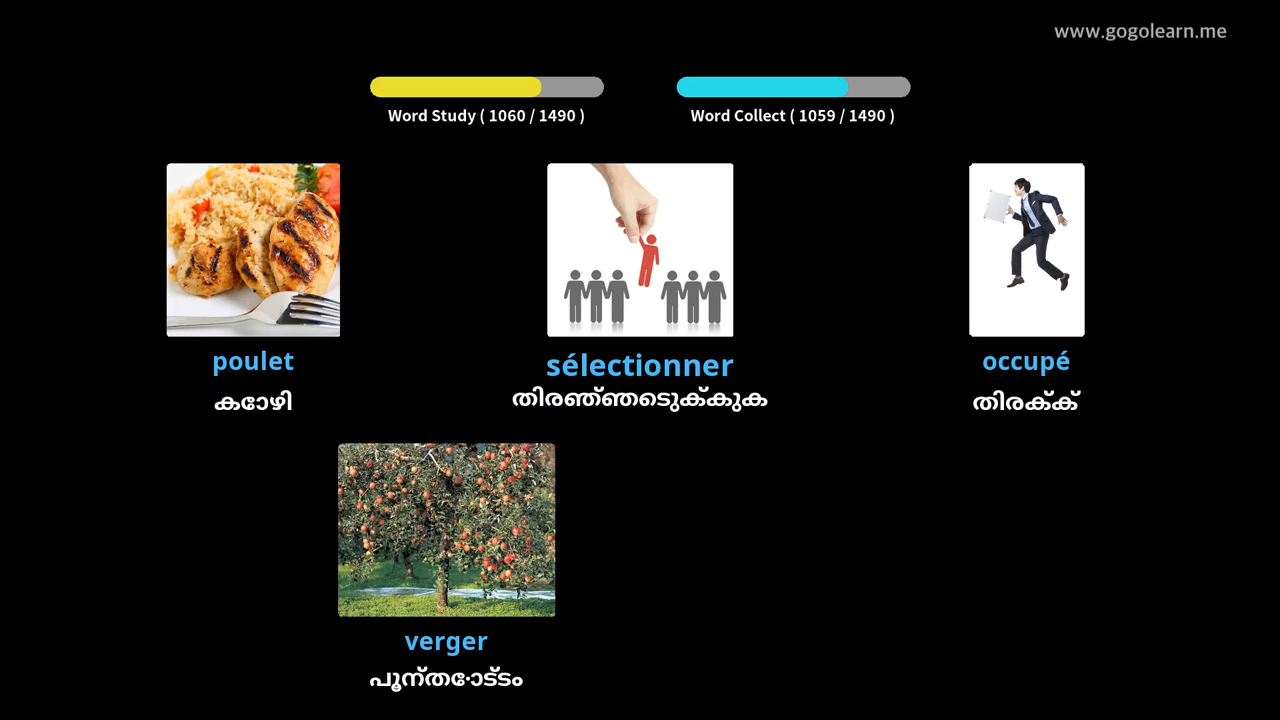 www.gogolearn.me
Word Study ( 1060 / 1490 )
Word Collect ( 1059 / 1490 )
poulet
sélectionner
occupé
കോഴി
തിരഞ്ഞെടുക്കുക
തിരക്ക്
verger
പൂന്തോട്ടം